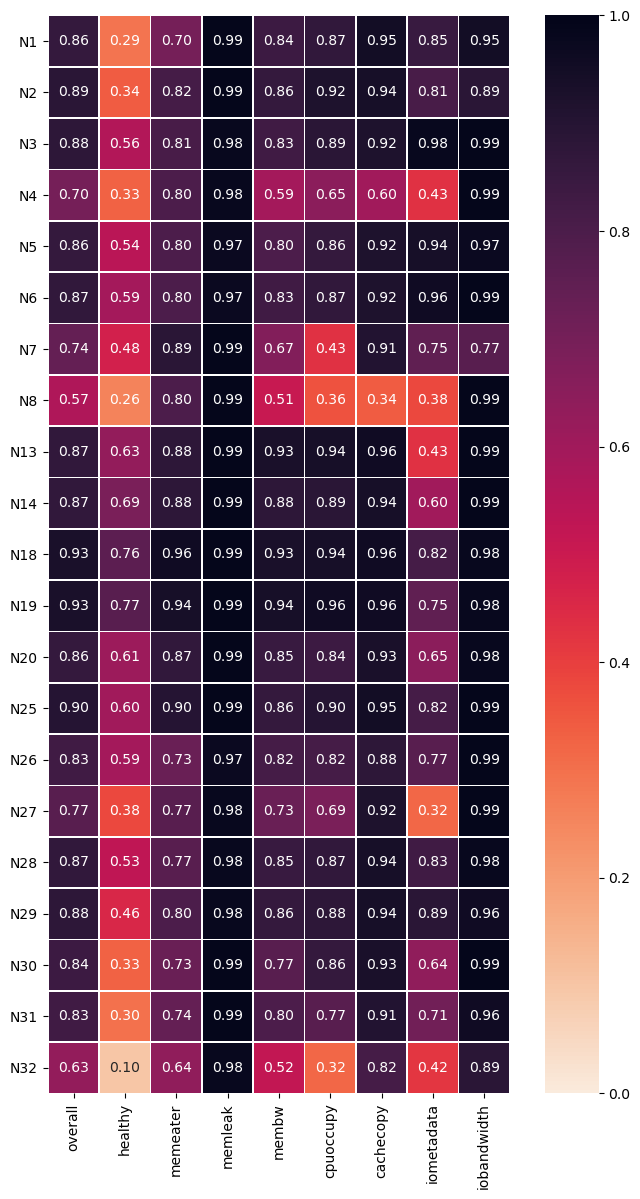 N1 0.86 0.29 0.70 0.99 0.84 0.87 0.95 0.85 0.95
N2 0.89 0.34 0.82 0.99 0.86 0.92 0.94 0.81 0.89
N3 0.88 0.56 0.81 0.98 0.83 0.89 0.92 0.98 0.99
N4 0.70 0.33 0.80 0.98 0.59 0.65 0.60 0.43 0.99
N5 0.86 0.54 0.80 0.97 0.80 0.86 0.92 0.94 0.97
N6 0.87 0.59 0.80 0.97 0.83 0.87 0.92 0.96 0.99
N7 0.74 0.48 0.89 0.99 0.67 0.43 0.91 0.75 0.77
N8 0.57 0.26 0.80 0.99 0.51 0.36 0.34 0.38 0.99
N13 0.87 0.63 0.88 0.99 0.93 0.94 0.96 0.43 0.99
N14 0.87 0.69 0.88 0.99 0.88 0.89 0.94 0.60 0.99
N18 0.93 0.76 0.96 0.99 0.93 0.94 0.96 0.82 0.98
N19 0.93 0.77 0.94 0.99 0.94 0.96 0.96 0.75 0.98
N20 0.86 0.61 0.87 0.99 0.85 0.84 0.93 0.65 0.98
N25 0.90 0.60 0.90 0.99 0.86 0.90 0.95 0.82 0.99
N26 0.83 0.59 0.73 0.97 0.82 0.82 0.88 0.77 0.99
N27 0.77 0.38 0.77 0.98 0.73 0.69 0.92 0.32 0.99
N28 0.87 0.53 0.77 0.98 0.85 0.87 0.94 0.83 0.98
N29 0.88 0.46 0.80 0.98 0.86 0.88 0.94 0.89 0.96
N30 0.84 0.33 0.73 0.99 0.77 0.86 0.93 0.64 0.99
N31 0.83 0.30 0.74 0.99 0.80 0.77 0.91 0.71 0.96
N32 0.63 0.10 0.64 0.98 0.52 0.32 0.82 0.42 0.89
overall
healthy
memeater
memleak
membw
cpuoccupy
cachecopy
iometadata
iobandwidth
1.0
0.8
0.6
0.4
0.2
0.0